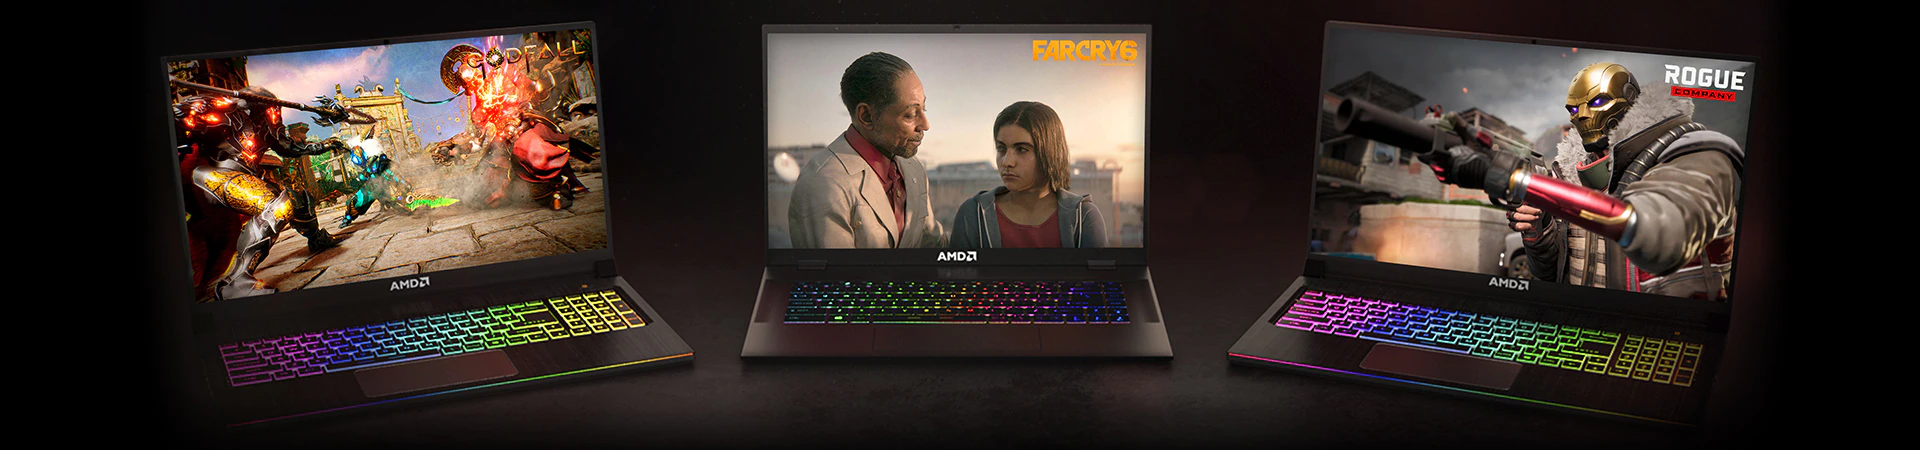 GODFALL
AMD
FARCRY6
AMD
ROGUE
COMPANY
AMD